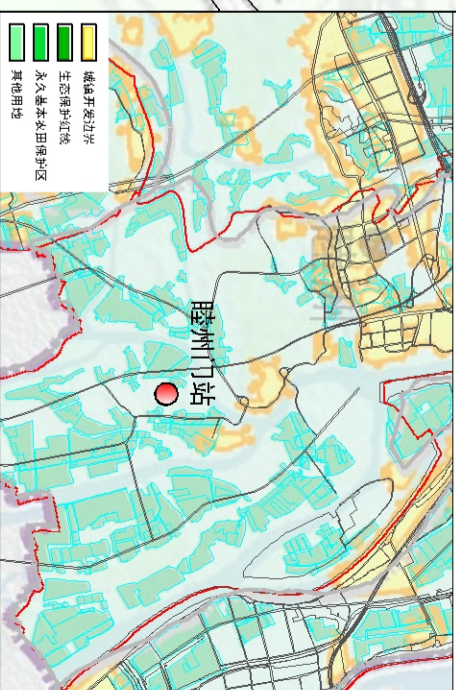 城镇开发边界
生态保护红线
永久基本农田保护区
其他用地
睦州门站